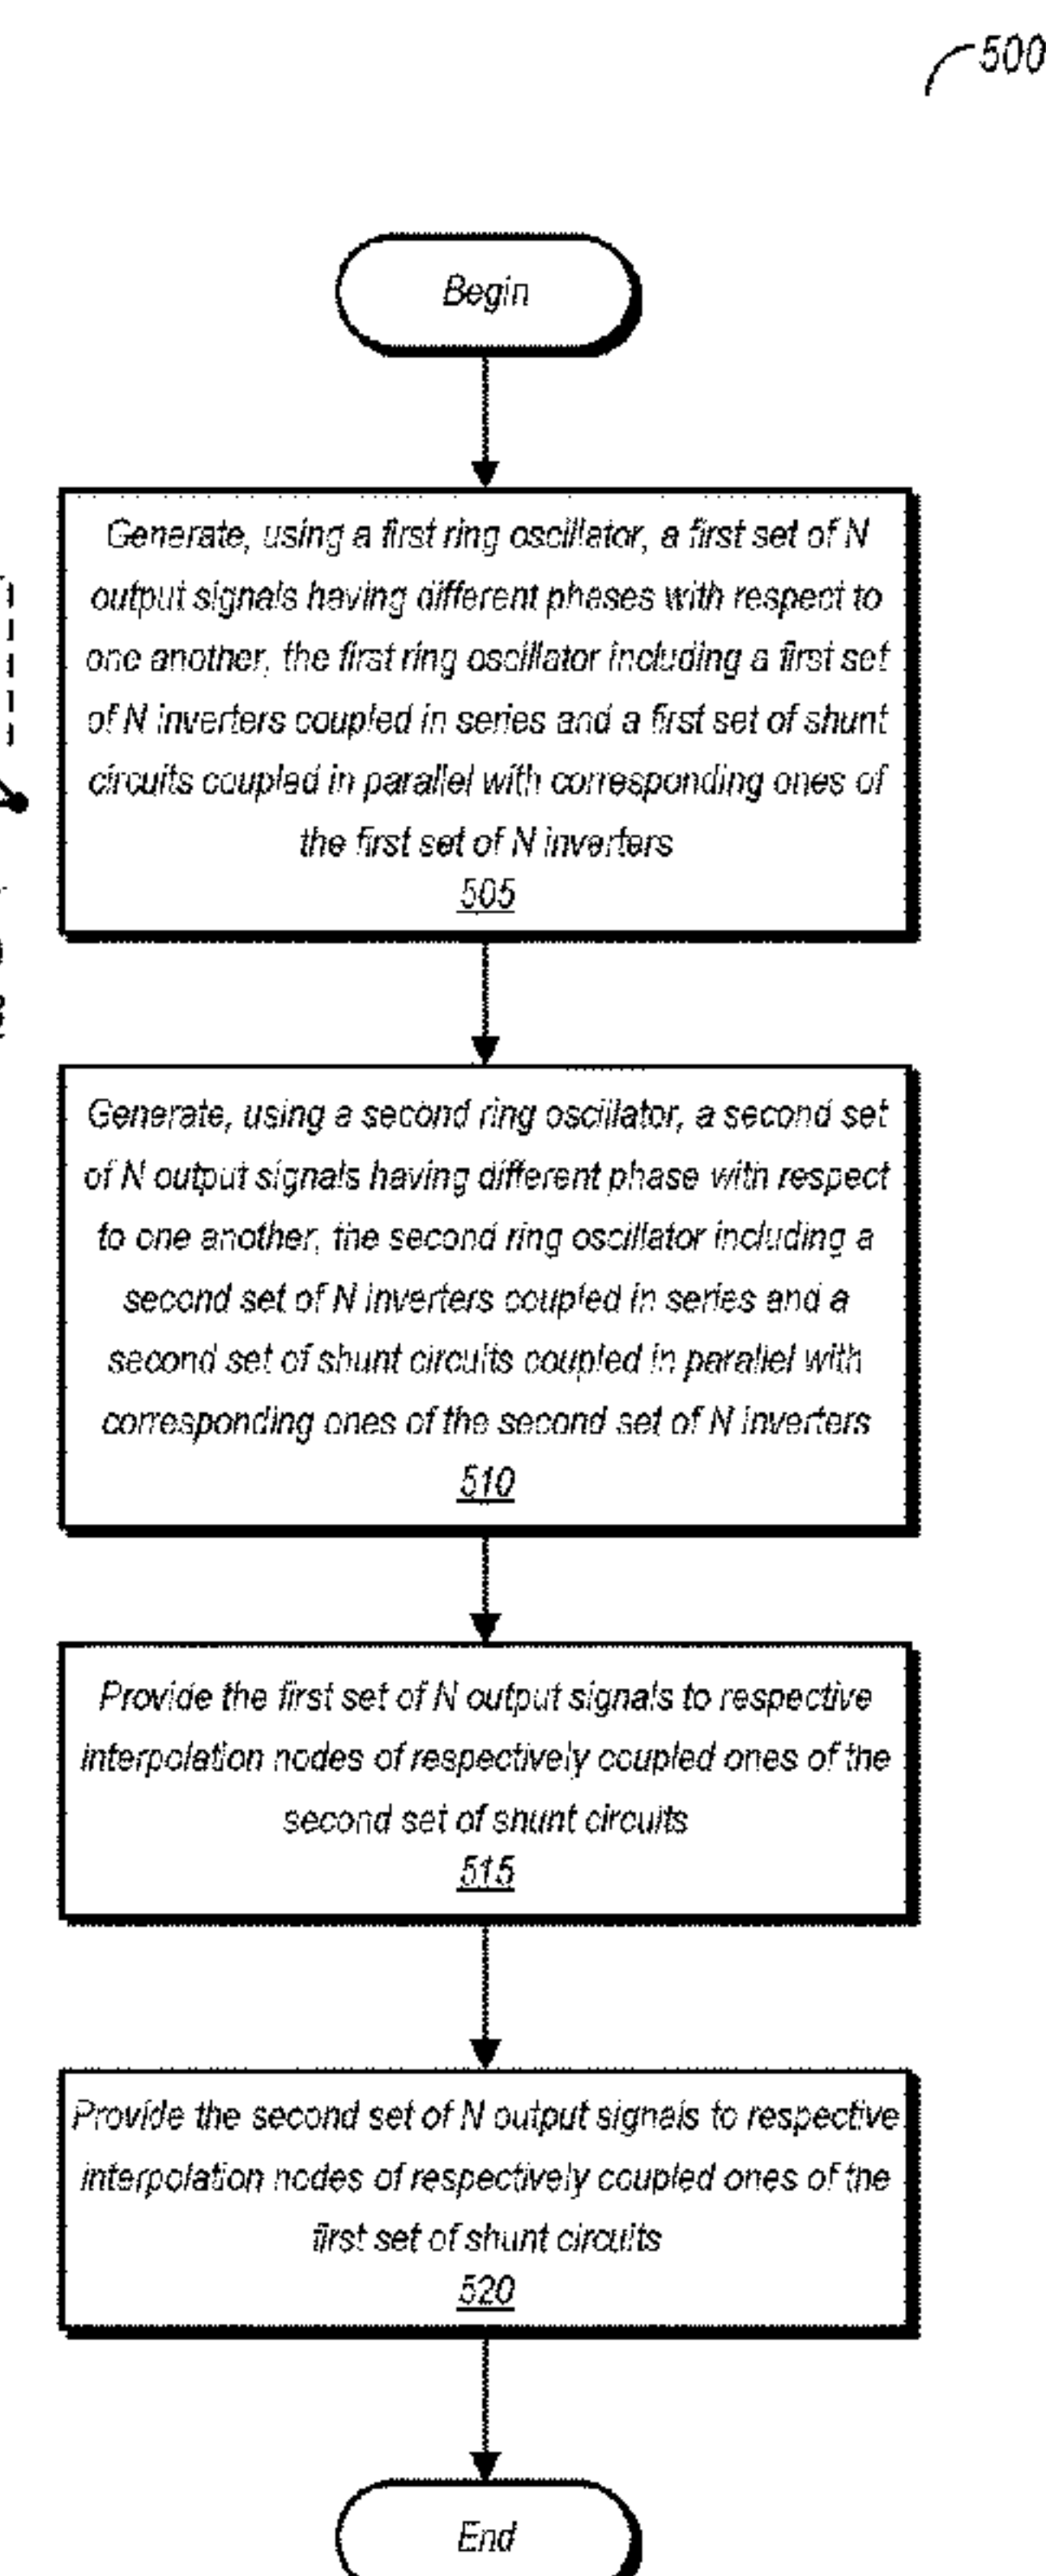 500
Begin
Generate, using a first ring oscillator, a first set of N
output signals having different phases with respect to
one another, the first ring oscillator including a first set
of N inverters coupled in series and a first set of shunt
circuits coupled in parallel with corresponding ones of
the first set of N inverters
505
Generate, using a second ring oscillator, a second set
of N output signals having different phase with respect
to one another, the second ring oscillator including a
second set of N inverters coupled in series and a
second set of shunt circuits coupled in parallel with
corresponding ones of the second set of N inverters
510
Provide the first set of N output signals to respective
interpolation nodes of respectively coupled ones of the
second set of shunt circuits
515
Provide the second set of N output signals to respective
interpolation nodes of respectively coupled ones of the
first set of shunt circuits
520
End